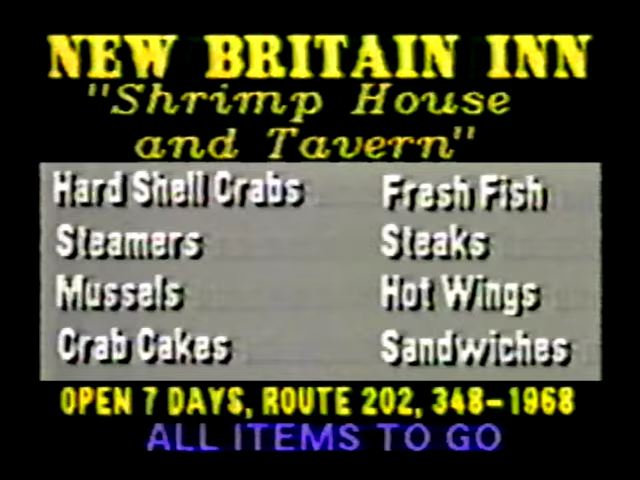 NEW BRITAIN INN
"Shrimp House
and Tavern"
Hard Shell Crabs
Steamers
Mussels
Crab Cakes
Fresh Fish
Steaks
Hot Wings
Sandwiches
OPEN 7 DAYS, ROUTE 202, 348-1968
ALL ITEMS TO GO